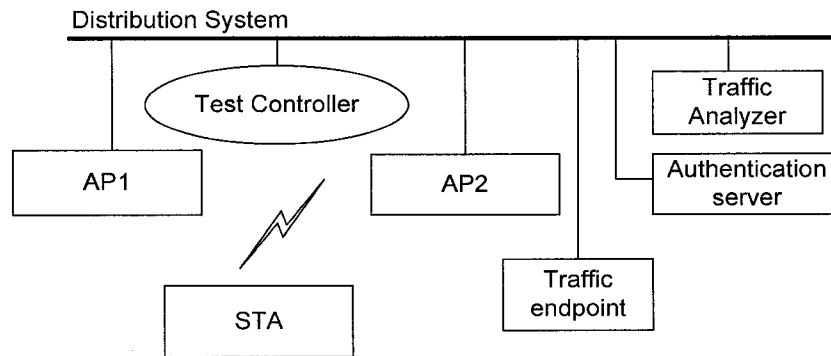 Distribution System
Test Controller
Traffic
Analyzer
AP1
AP2
Authentication
server
Traffic
endpoint
STA